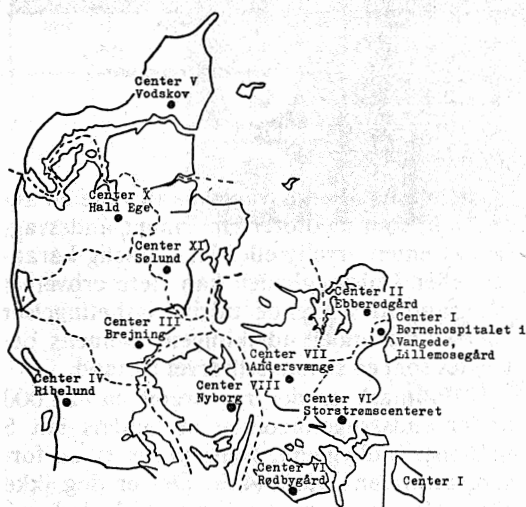 Center V
Vodskov
Center X
Hald Ege
Center XI
Sølund
Center II
Ebberødgård
Center I
Børnehospitalet i
Vangede,
Lillemosegård
Center III
Brejning
Center VII
Andersvænge
Center IV
Ribelund
Center VIII
Nyborg
Center VI
Storstrømscenteret
Center VI
Rødbygård
Center I